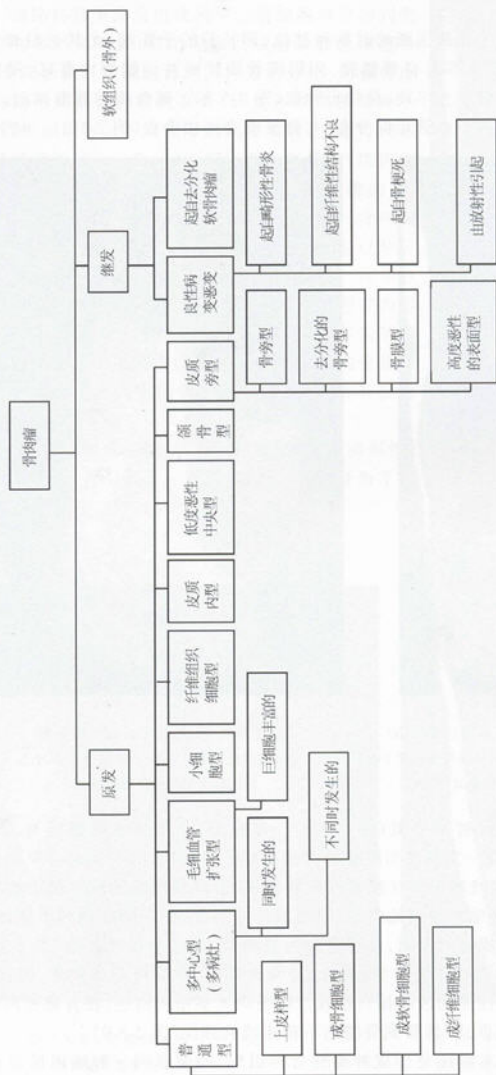 骨肉瘤
原发
继发
软组织(骨外)
普通型
多中心型
(多病灶)
毛细血管
扩张型
小细
胞型
纤维组织
细胞型
皮质
内型
低度恶性
中央型
颌骨型
皮质
旁型
良性病
变恶变
起自去分化
软骨肉瘤
上皮样型
成骨细胞型
成软骨细胞型
成纤维细胞型
同时发生的
不同时发生的
巨细胞丰富的
骨旁型
去分化的
骨旁型
骨膜型
高度恶性
的表面型
起自畸形性骨炎
起自纤维性结构不良
起自骨梗死
由放射性引起